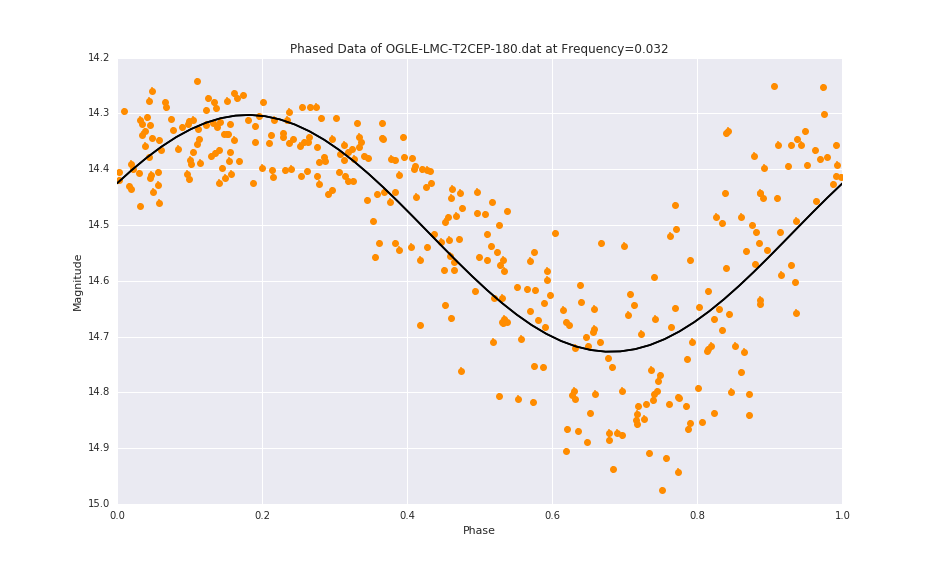 Phased Data of OGLE-LMC-T2CEP-180.dat at Frequency=0.032
14.2
14.3
14.4
14.5
14.6
14.7
14.8
14.9
15.0
Magnitude
0.0 0.2 0.4 0.6 0.8 1.0
Phase